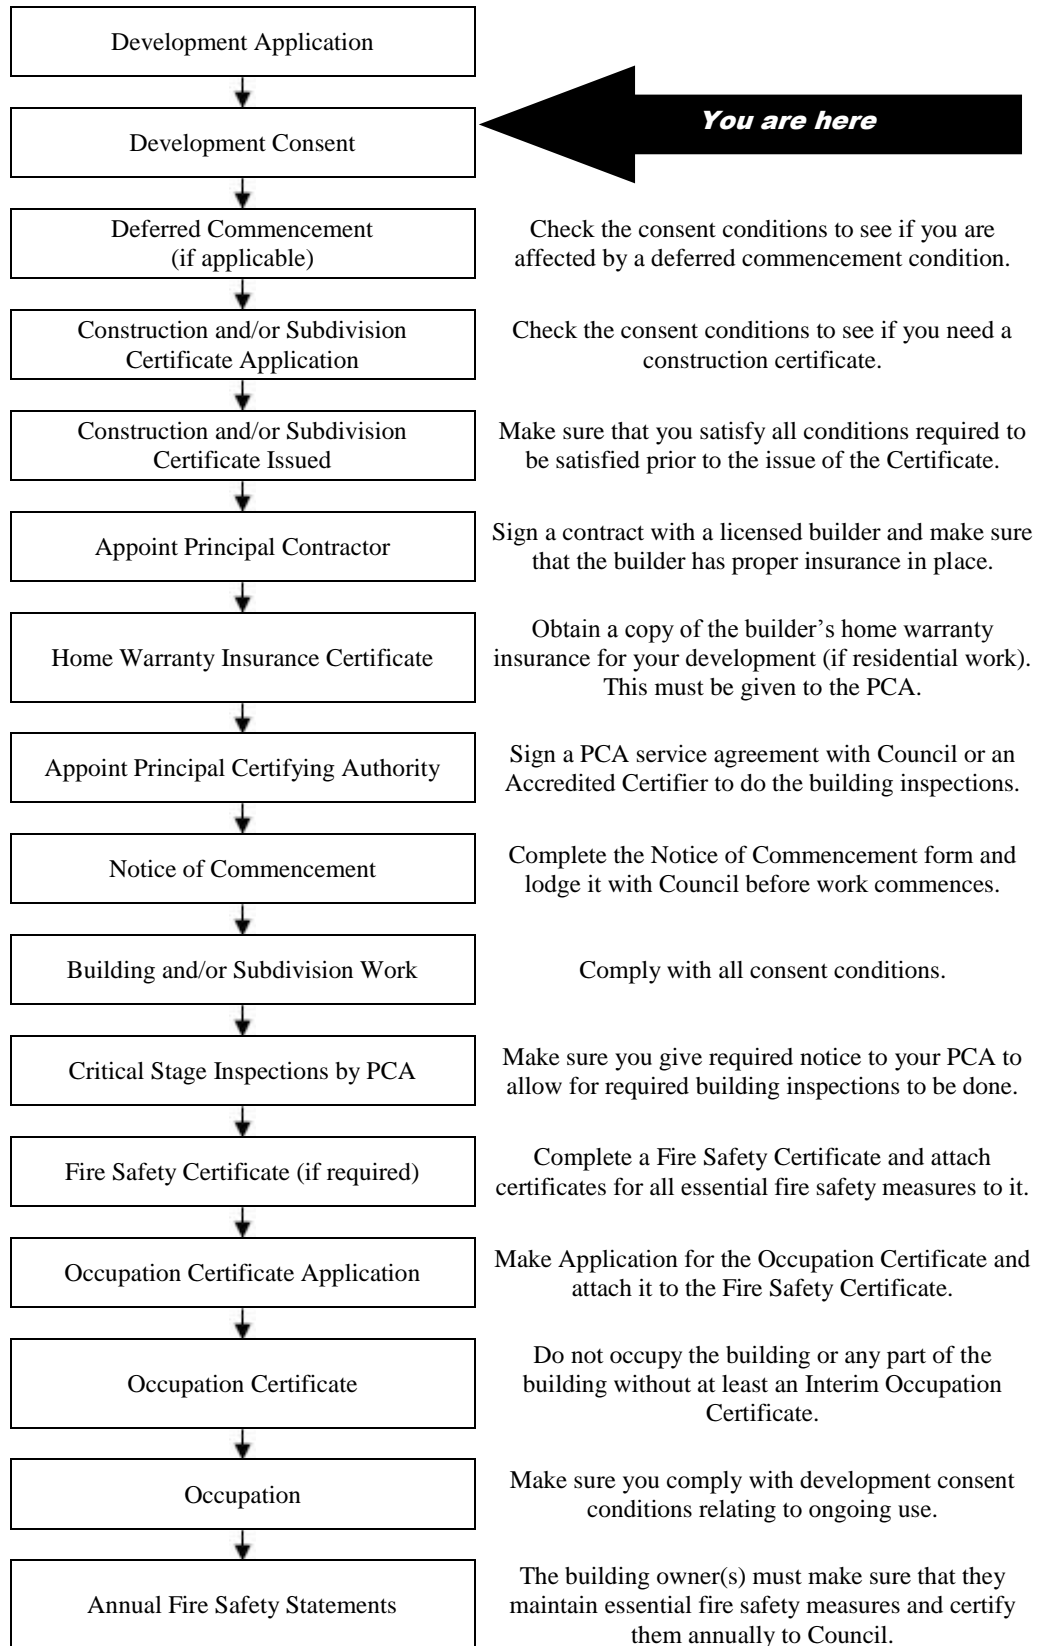 Development Application
Development Consent
You are here
Deferred Commencement
(if applicable)
Check the consent conditions to see if you are
affected by a deferred commencement condition.
Construction and/or Subdivision
Certificate Application
Check the consent conditions to see if you need a
construction certificate.
Construction and/or Subdivision
Certificate Issued
Make sure that you satisfy all conditions required to
be satisfied prior to the issue of the Certificate.
Appoint Principal Contractor
Sign a contract with a licensed builder and make sure
that the builder has proper insurance in place.
Home Warranty Insurance Certificate
Obtain a copy of the builder’s home warranty
insurance for your development (if residential work).
This must be given to the PCA.
Appoint Principal Certifying Authority
Sign a PCA service agreement with Council or an
Accredited Certifier to do the building inspections.
Notice of Commencement
Complete the Notice of Commencement form and
lodge it with Council before work commences.
Building and/or Subdivision Work
Comply with all consent conditions.
Critical Stage Inspections by PCA
Make sure you give required notice to your PCA to
allow for required building inspections to be done.
Fire Safety Certificate (if required)
Complete a Fire Safety Certificate and attach
certificates for all essential fire safety measures to it.
Occupation Certificate Application
Make Application for the Occupation Certificate and
attach it to the Fire Safety Certificate.
Occupation Certificate
Do not occupy the building or any part of the
building without at least an Interim Occupation
Certificate.
Occupation
Make sure you comply with development consent
conditions relating to ongoing use.
Annual Fire Safety Statements
The building owner(s) must make sure that they
maintain essential fire safety measures and certify
them annually to Council.